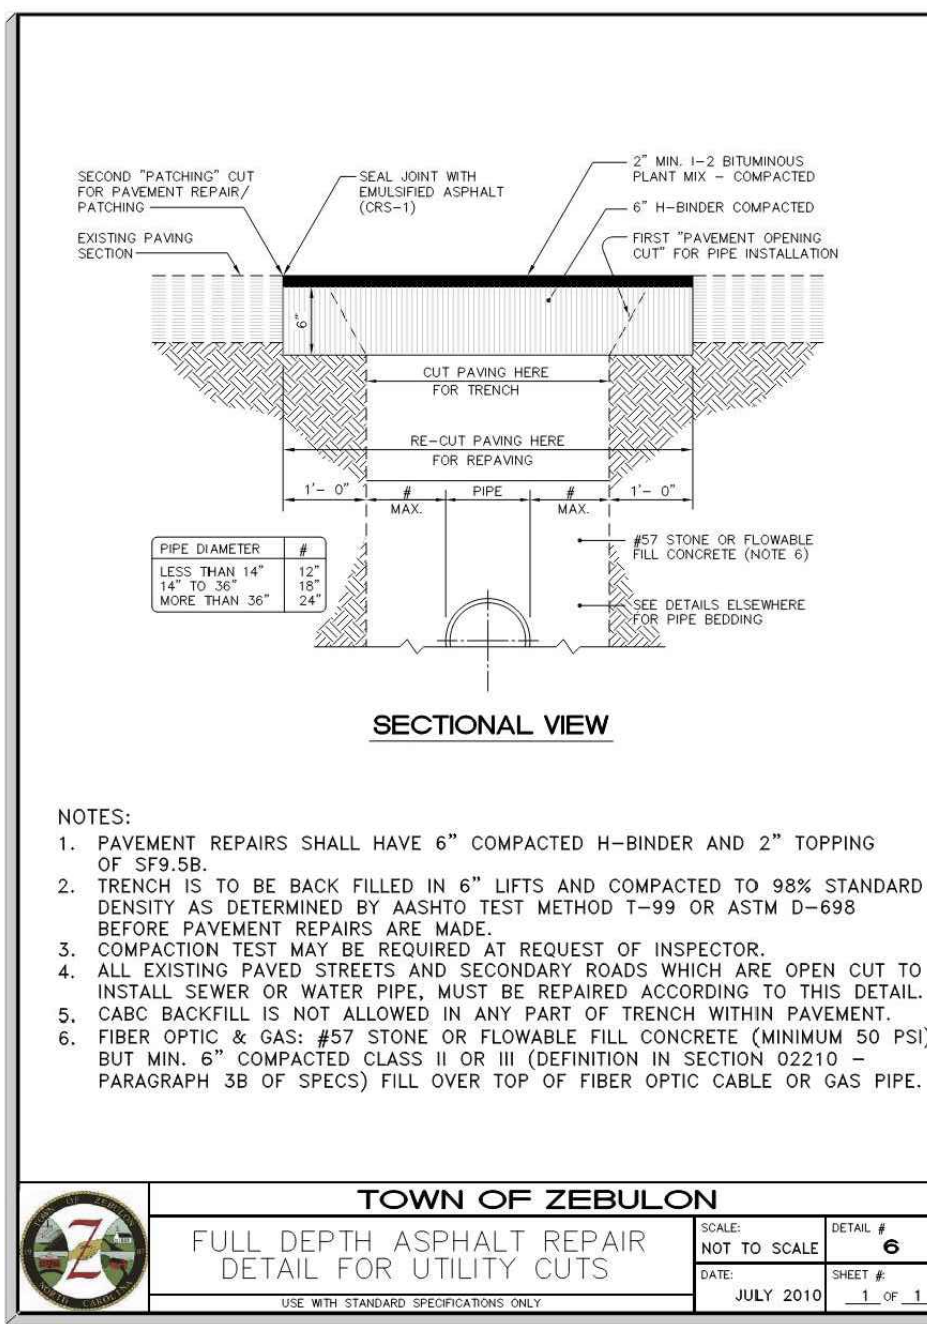 SECOND "PATCHING" CUT
FOR PAVEMENT REPAIR/
PATCHING
EXISTING PAVING
SECTION
SEAL JOINT WITH
EMULSIFIED ASPHALT
(CRS-1)
2" MIN. I-2 BITUMINOUS
PLANT MIX - COMPACTED
6" H-BINDER COMPACTED
FIRST "PAVEMENT OPENING
CUT" FOR PIPE INSTALLATION
6"
CUT PAVING HERE
FOR TRENCH
RE-CUT PAVING HERE
FOR REPAVING
1'- 0" # MAX. PIPE # MAX. 1'- 0"
PIPE DIAMETER #
LESS THAN 14" 12"
14" TO 36" 18"
MORE THAN 36" 24"
#57 STONE OR FLOWABLE
FILL CONCRETE (NOTE 6)
SEE DETAILS ELSEWHERE
FOR PIPE BEDDING
SECTIONAL VIEW
NOTES:
1. PAVEMENT REPAIRS SHALL HAVE 6" COMPACTED H-BINDER AND 2" TOPPING
OF SF9.5B.
2. TRENCH IS TO BE BACK FILLED IN 6" LIFTS AND COMPACTED TO 98% STANDARD
DENSITY AS DETERMINED BY AASHTO TEST METHOD T-99 OR ASTM D-698
BEFORE PAVEMENT REPAIRS ARE MADE.
3. COMPACTION TEST MAY BE REQUIRED AT REQUEST OF INSPECTOR.
4. ALL EXISTING PAVED STREETS AND SECONDARY ROADS WHICH ARE OPEN CUT TO
INSTALL SEWER OR WATER PIPE, MUST BE REPAIRED ACCORDING TO THIS DETAIL.
5. CABC BACKFILL IS NOT ALLOWED IN ANY PART OF TRENCH WITHIN PAVEMENT.
6. FIBER OPTIC & GAS: #57 STONE OR FLOWABLE FILL CONCRETE (MINIMUM 50 PSI)
BUT MIN. 6" COMPACTED CLASS II OR III (DEFINITION IN SECTION 02210 -
PARAGRAPH 3B OF SPECS) FILL OVER TOP OF FIBER OPTIC CABLE OR GAS PIPE.
TOWN OF ZEBULON
NORTH CAROLINA
Z
TOWN OF ZEBULON
FULL DEPTH ASPHALT REPAIR
DETAIL FOR UTILITY CUTS
USE WITH STANDARD SPECIFICATIONS ONLY
SCALE:
NOT TO SCALE
DETAIL #
6
DATE:
JULY 2010
SHEET #:
1 OF 1